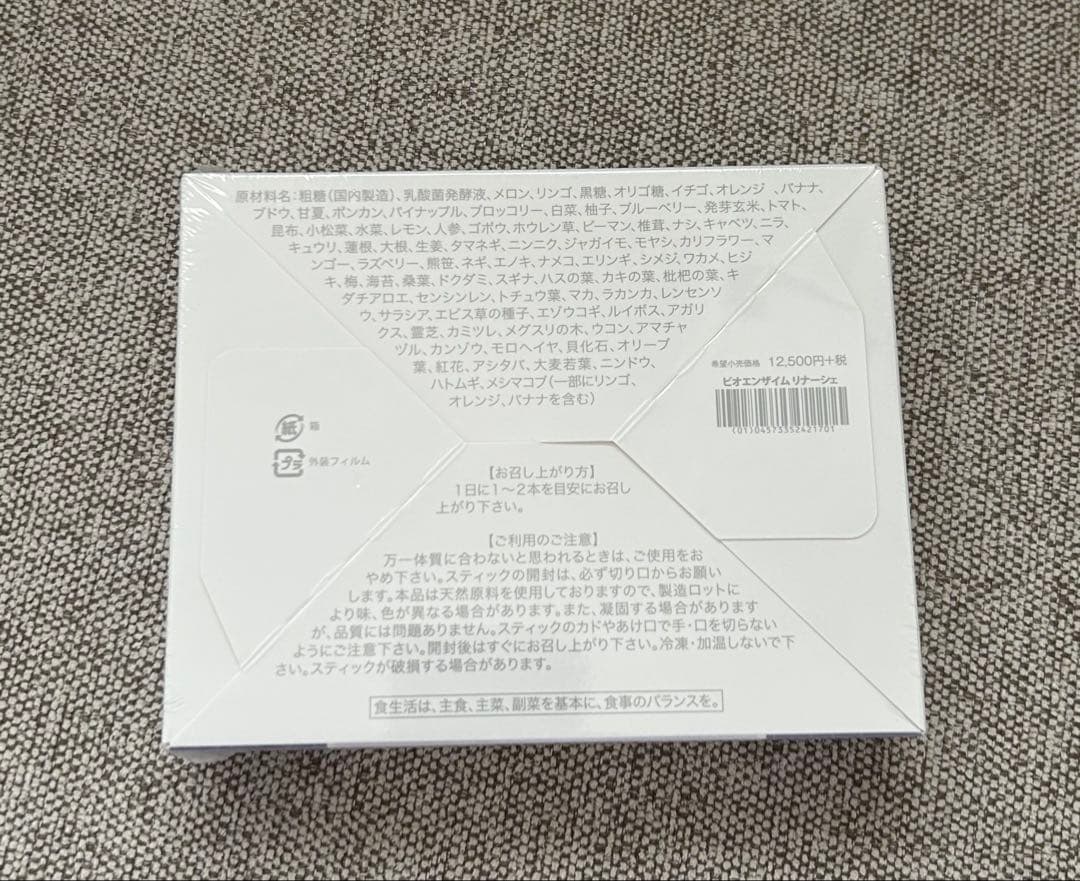 原材料名:粗糖(国内製造)、乳酸菌発酵液、メロン、リンゴ、黒糖、オリゴ糖、イチゴ、オレンジ 、バナナ、
ブドウ、甘夏、ポンカン、パイナップル、ブロッコリー、白菜、柚子、ブルーベリー、発芽玄米、トマト、
昆布、小松菜、水菜、レモン、人参、ゴボウ、ホウレン草、ピーマン、椎茸、ナシ、キャベツ、ニラ、
キュウリ、蓮根、大根、生姜、タマネギ、ニンニク、ジャガイモ、モヤシ、カリフラワー、マ
ンゴー、ラズベリー、熊笹、ネギ、エノキ、ナメコ、エリンギ、シメジ、ワカメ、ヒジ
キ、梅、海苔、桑葉、ドクダミ、スギナ、ハスの葉、カキの葉、枇杷の葉、キ
ダチアロエ、センシンレン、トチュウ葉、マカ、ラカンカ、レンセンソ
ウ、サラシア、エビス草の種子、エゾウコギ、ルイボス、アガリ
クス、霊芝、カミツレ、メグスリの木、ウコン、アマチャ
ヅル、カンゾウ、モロヘイヤ、貝化石、オリーブ
葉、紅花、アシタバ、大麦若葉、ニンドウ、
ハトムギ、メシマコブ(一部にリンゴ、
オレンジ、バナナを含む)
希望小売価格 12,500円+税
ビオエンザイム リナーシェ
(01)04573352421701
紙 箱
プラ 外装フィルム
【お召し上がり方】
1日に1〜2本を目安にお召し
上がり下さい。
【ご利用のご注意】
万一体質に合わないと思われるときは、ご使用をお
やめ下さい。スティックの開封は、必ず切り口からお願い
します。本品は天然原料を使用しておりますので、製造ロットに
より味、色が異なる場合があります。また、凝固する場合があります
が、品質には問題ありません。スティックのカドやあけ口で手・口を切らない
ようにご注意下さい。開封後はすぐにお召し上がり下さい。冷凍・加温しないで下
さい。スティックが破損する場合があります。
食生活は、主食、主菜、副菜を基本に、食事のバランスを。